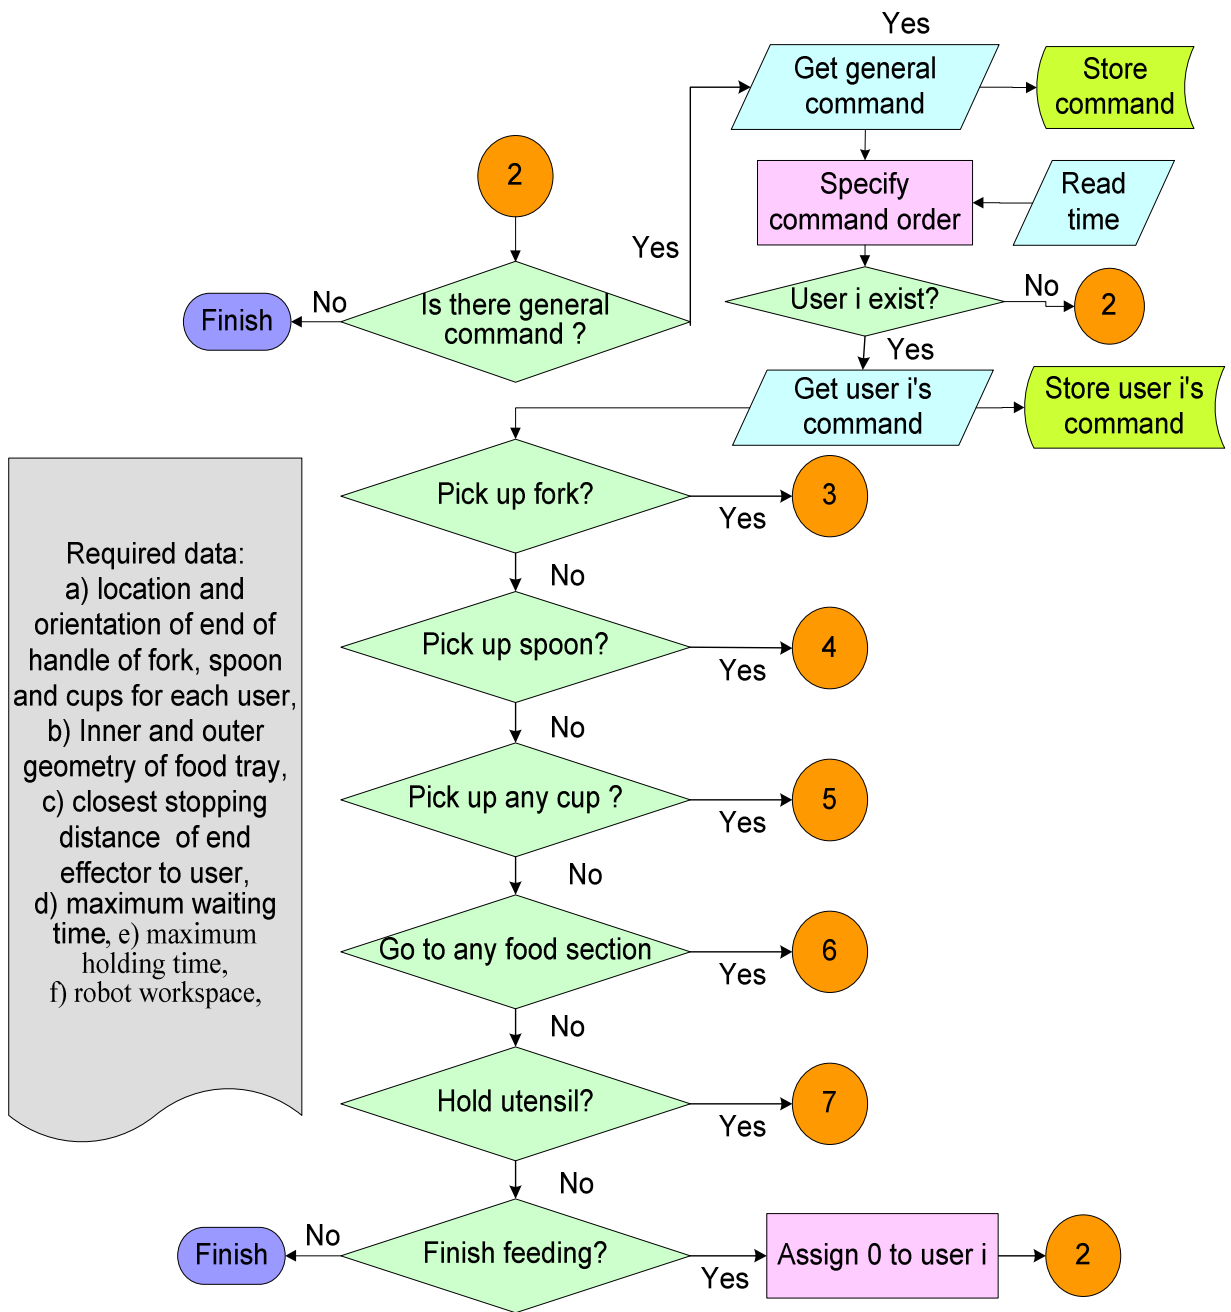 Yes
Get general
command
Store
command
2
Specify
command order
Read
time
Yes
Is there general
command ?
No
Finish
User i exist?
No
2
Yes
Get user i's
command
Store user i's
command
Pick up fork?
Yes
3
No
Required data:
a) location and
orientation of end of
handle of fork, spoon
and cups for each user,
b) Inner and outer
geometry of food tray,
c) closest stopping
distance of end
effector to user,
d) maximum waiting
time, e) maximum
holding time,
f) robot workspace,
Pick up spoon?
Yes
4
No
Pick up any cup ?
Yes
5
No
Go to any food section
Yes
6
No
Hold utensil?
Yes
7
No
Finish feeding?
No
Finish
Yes
Assign 0 to user i
2